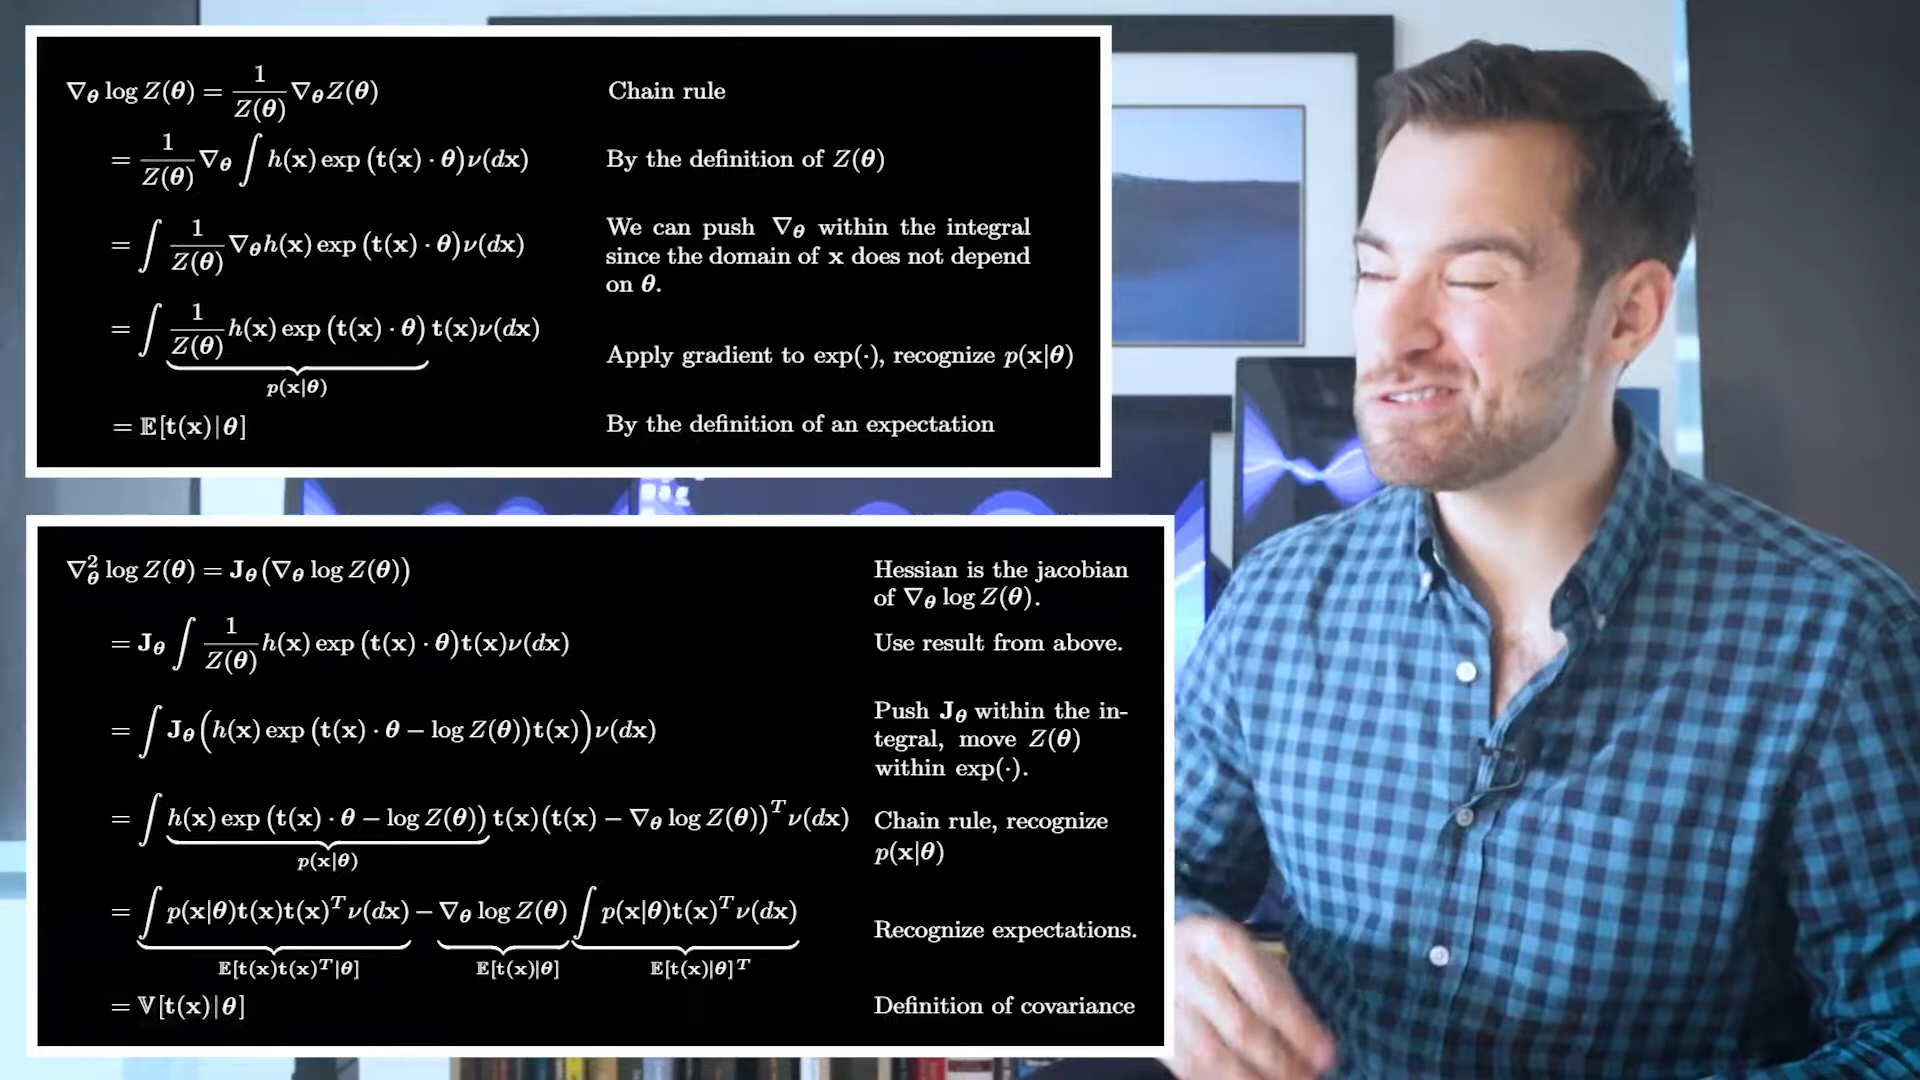 ∇_θ log Z(θ) = 1/Z(θ) ∇_θ Z(θ) Chain rule
= 1/Z(θ) ∇_θ ∫ h(x) exp (t(x) · θ)ν(dx) By the definition of Z(θ)
= ∫ 1/Z(θ) ∇_θ h(x) exp (t(x) · θ)ν(dx) We can push ∇_θ within the integral
since the domain of x does not depend
on θ.
= ∫ 1/Z(θ) h(x) exp (t(x) · θ) t(x)ν(dx)
Apply gradient to exp(·), recognize p(x|θ)
p(x|θ)
= 𝔼[t(x)|θ] By the definition of an expectation
∇²_θ log Z(θ) = J_θ(∇_θ log Z(θ)) Hessian is the jacobian
of ∇_θ log Z(θ).
= J_θ ∫ 1/Z(θ) h(x) exp (t(x) · θ)t(x)ν(dx) Use result from above.
= ∫ J_θ(h(x) exp (t(x) · θ − log Z(θ))t(x))ν(dx) Push J_θ within the in-
tegral, move Z(θ)
within exp(·).
= ∫ h(x) exp (t(x) · θ − log Z(θ)) t(x)(t(x) − ∇_θ log Z(θ))^T ν(dx) Chain rule, recognize
p(x|θ)
p(x|θ)
= ∫ p(x|θ)t(x)t(x)^T ν(dx) − ∇_θ log Z(θ) ∫ p(x|θ)t(x)^T ν(dx)
Recognize expectations.
𝔼[t(x)t(x)^T|θ] 𝔼[t(x)|θ] 𝔼[t(x)|θ]^T
= 𝕍[t(x)|θ] Definition of covariance